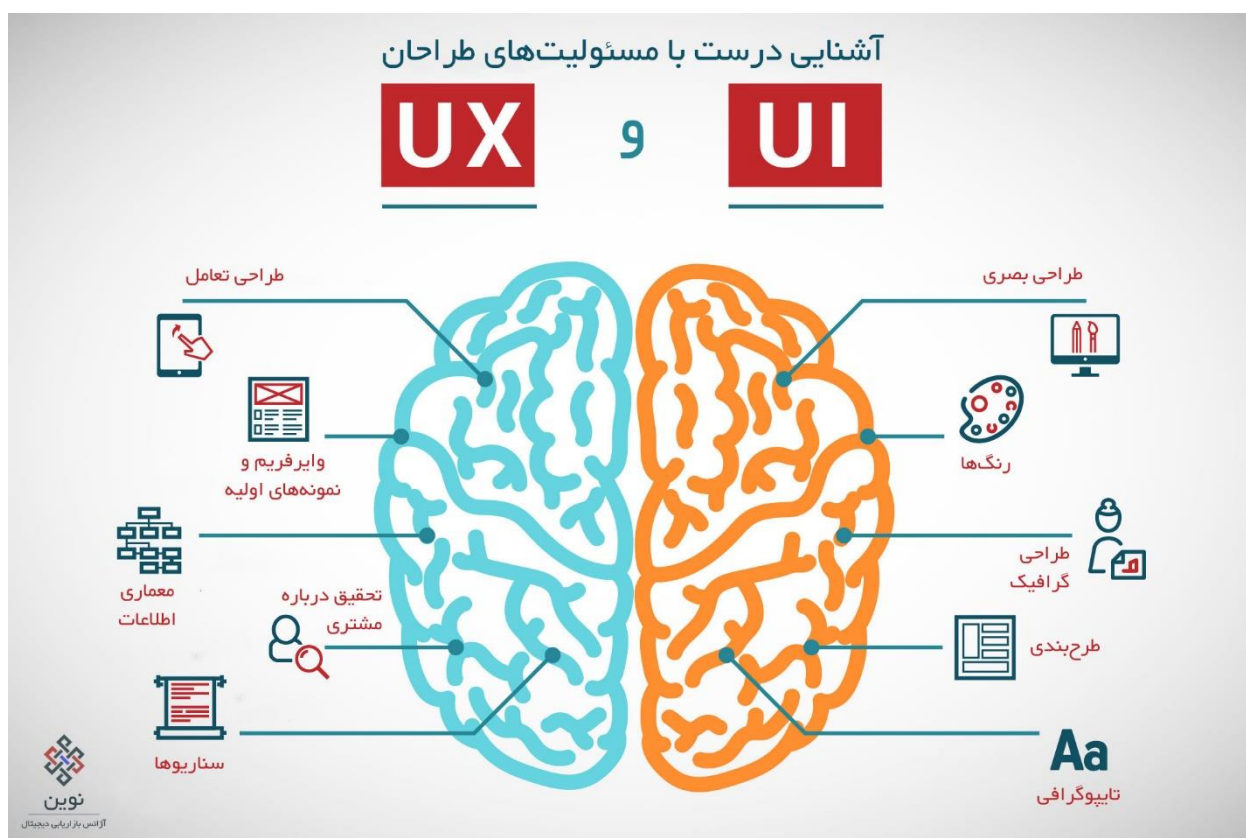 آشنایی درست با مسئولیت‌های طراحان
UI و UX
طراحی بصری
رنگ‌ها
طراحی
گرافیک
طرح‌بندی
Aa
تایپوگرافی
طراحی تعامل
وایرفریم و
نمونه‌های اولیه
معماری
اطلاعات
تحقیق درباره
مشتری
سناریوها
نوین
آژانس بازاریابی دیجیتال